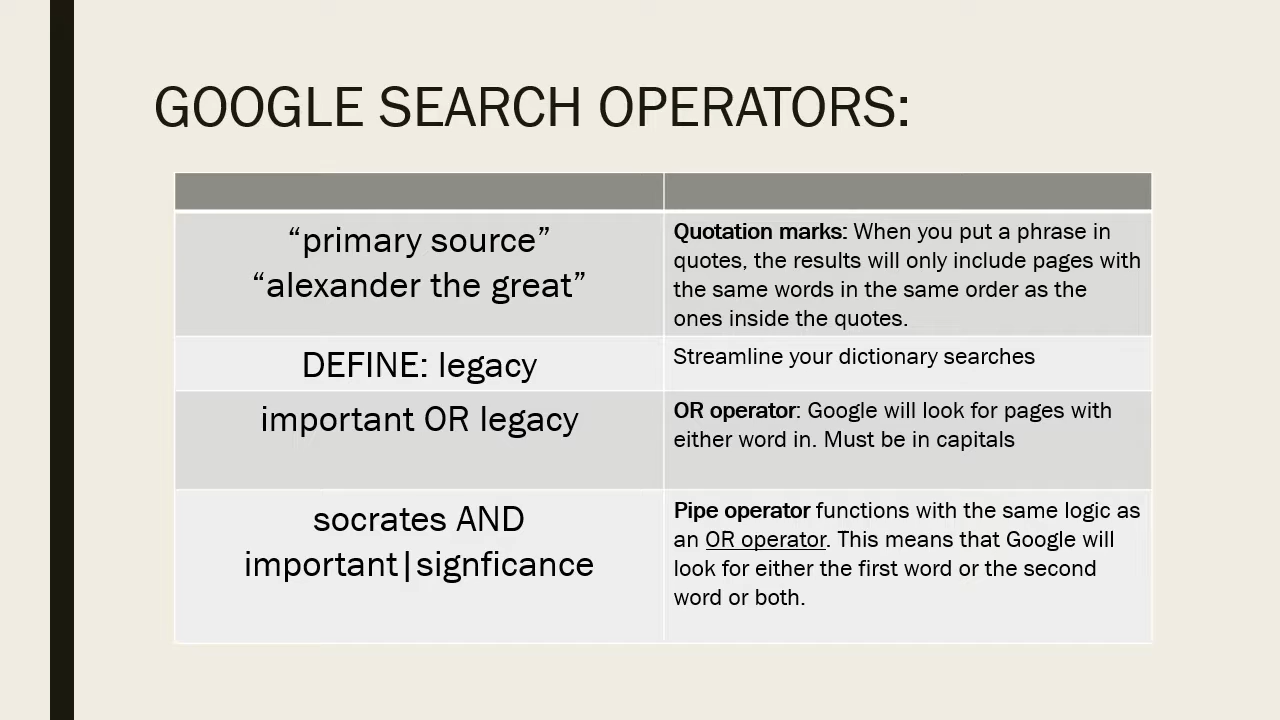 GOOGLE SEARCH OPERATORS:
“primary source”
“alexander the great”
Quotation marks: When you put a phrase in
quotes, the results will only include pages with
the same words in the same order as the
ones inside the quotes.
DEFINE: legacy
Streamline your dictionary searches
important OR legacy
OR operator: Google will look for pages with
either word in. Must be in capitals
socrates AND
important|signficance
Pipe operator functions with the same logic as
an OR operator. This means that Google will
look for either the first word or the second
word or both.